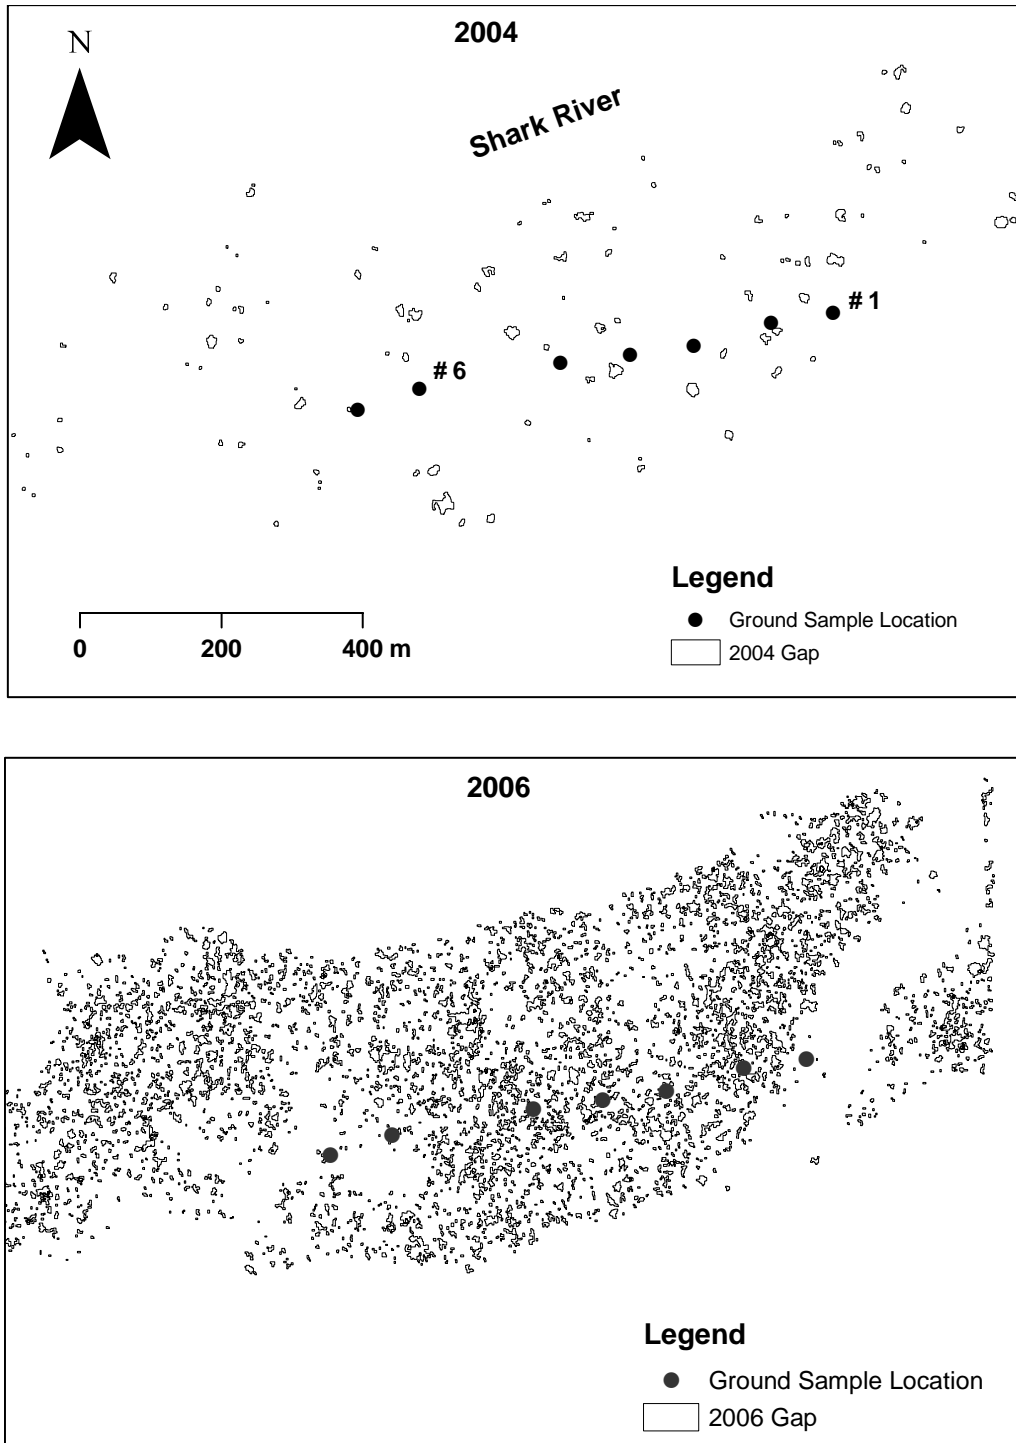 2004
N
Shark River
# 1
# 6
Legend
Ground Sample Location
2004 Gap
0 200 400 m
2006
Legend
Ground Sample Location
2006 Gap